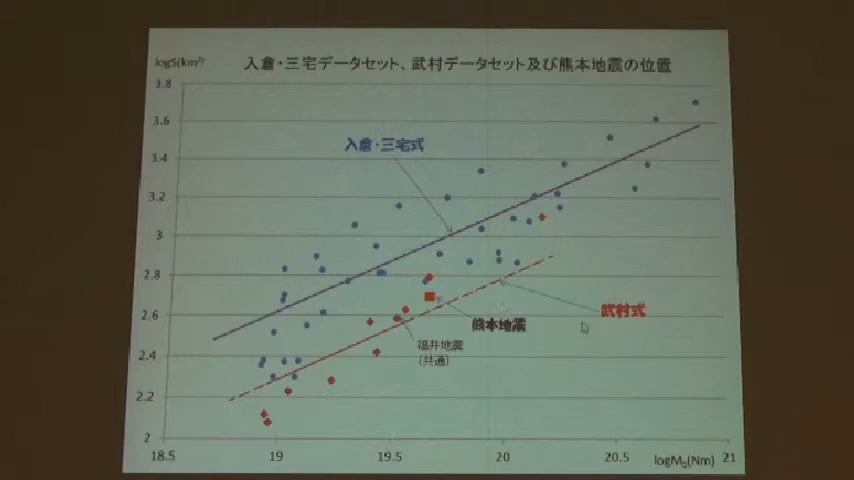 logS(km²)
入倉・三宅データセット、武村データセット及び熊本地震の位置
3.8
3.6
入倉・三宅式
3.4
3.2
3
2.8
武村式
2.6
熊本地震
福井地震
(共通)
2.4
2.2
2
18.5
19
19.5
20
20.5
logM₀(Nm)
21